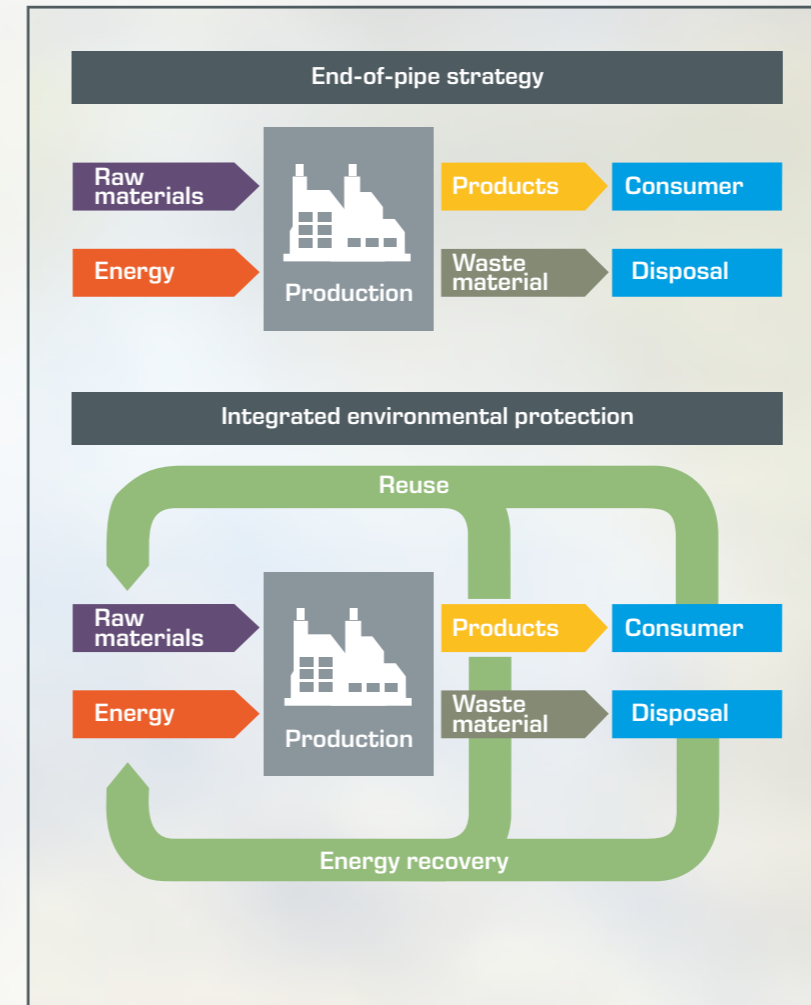 End-of-pipe strategy
Raw
materials
Products
Consumer
Energy
Waste
material
Disposal
Production
Integrated environmental protection
Reuse
Raw
materials
Products
Consumer
Energy
Waste
material
Disposal
Production
Energy recovery